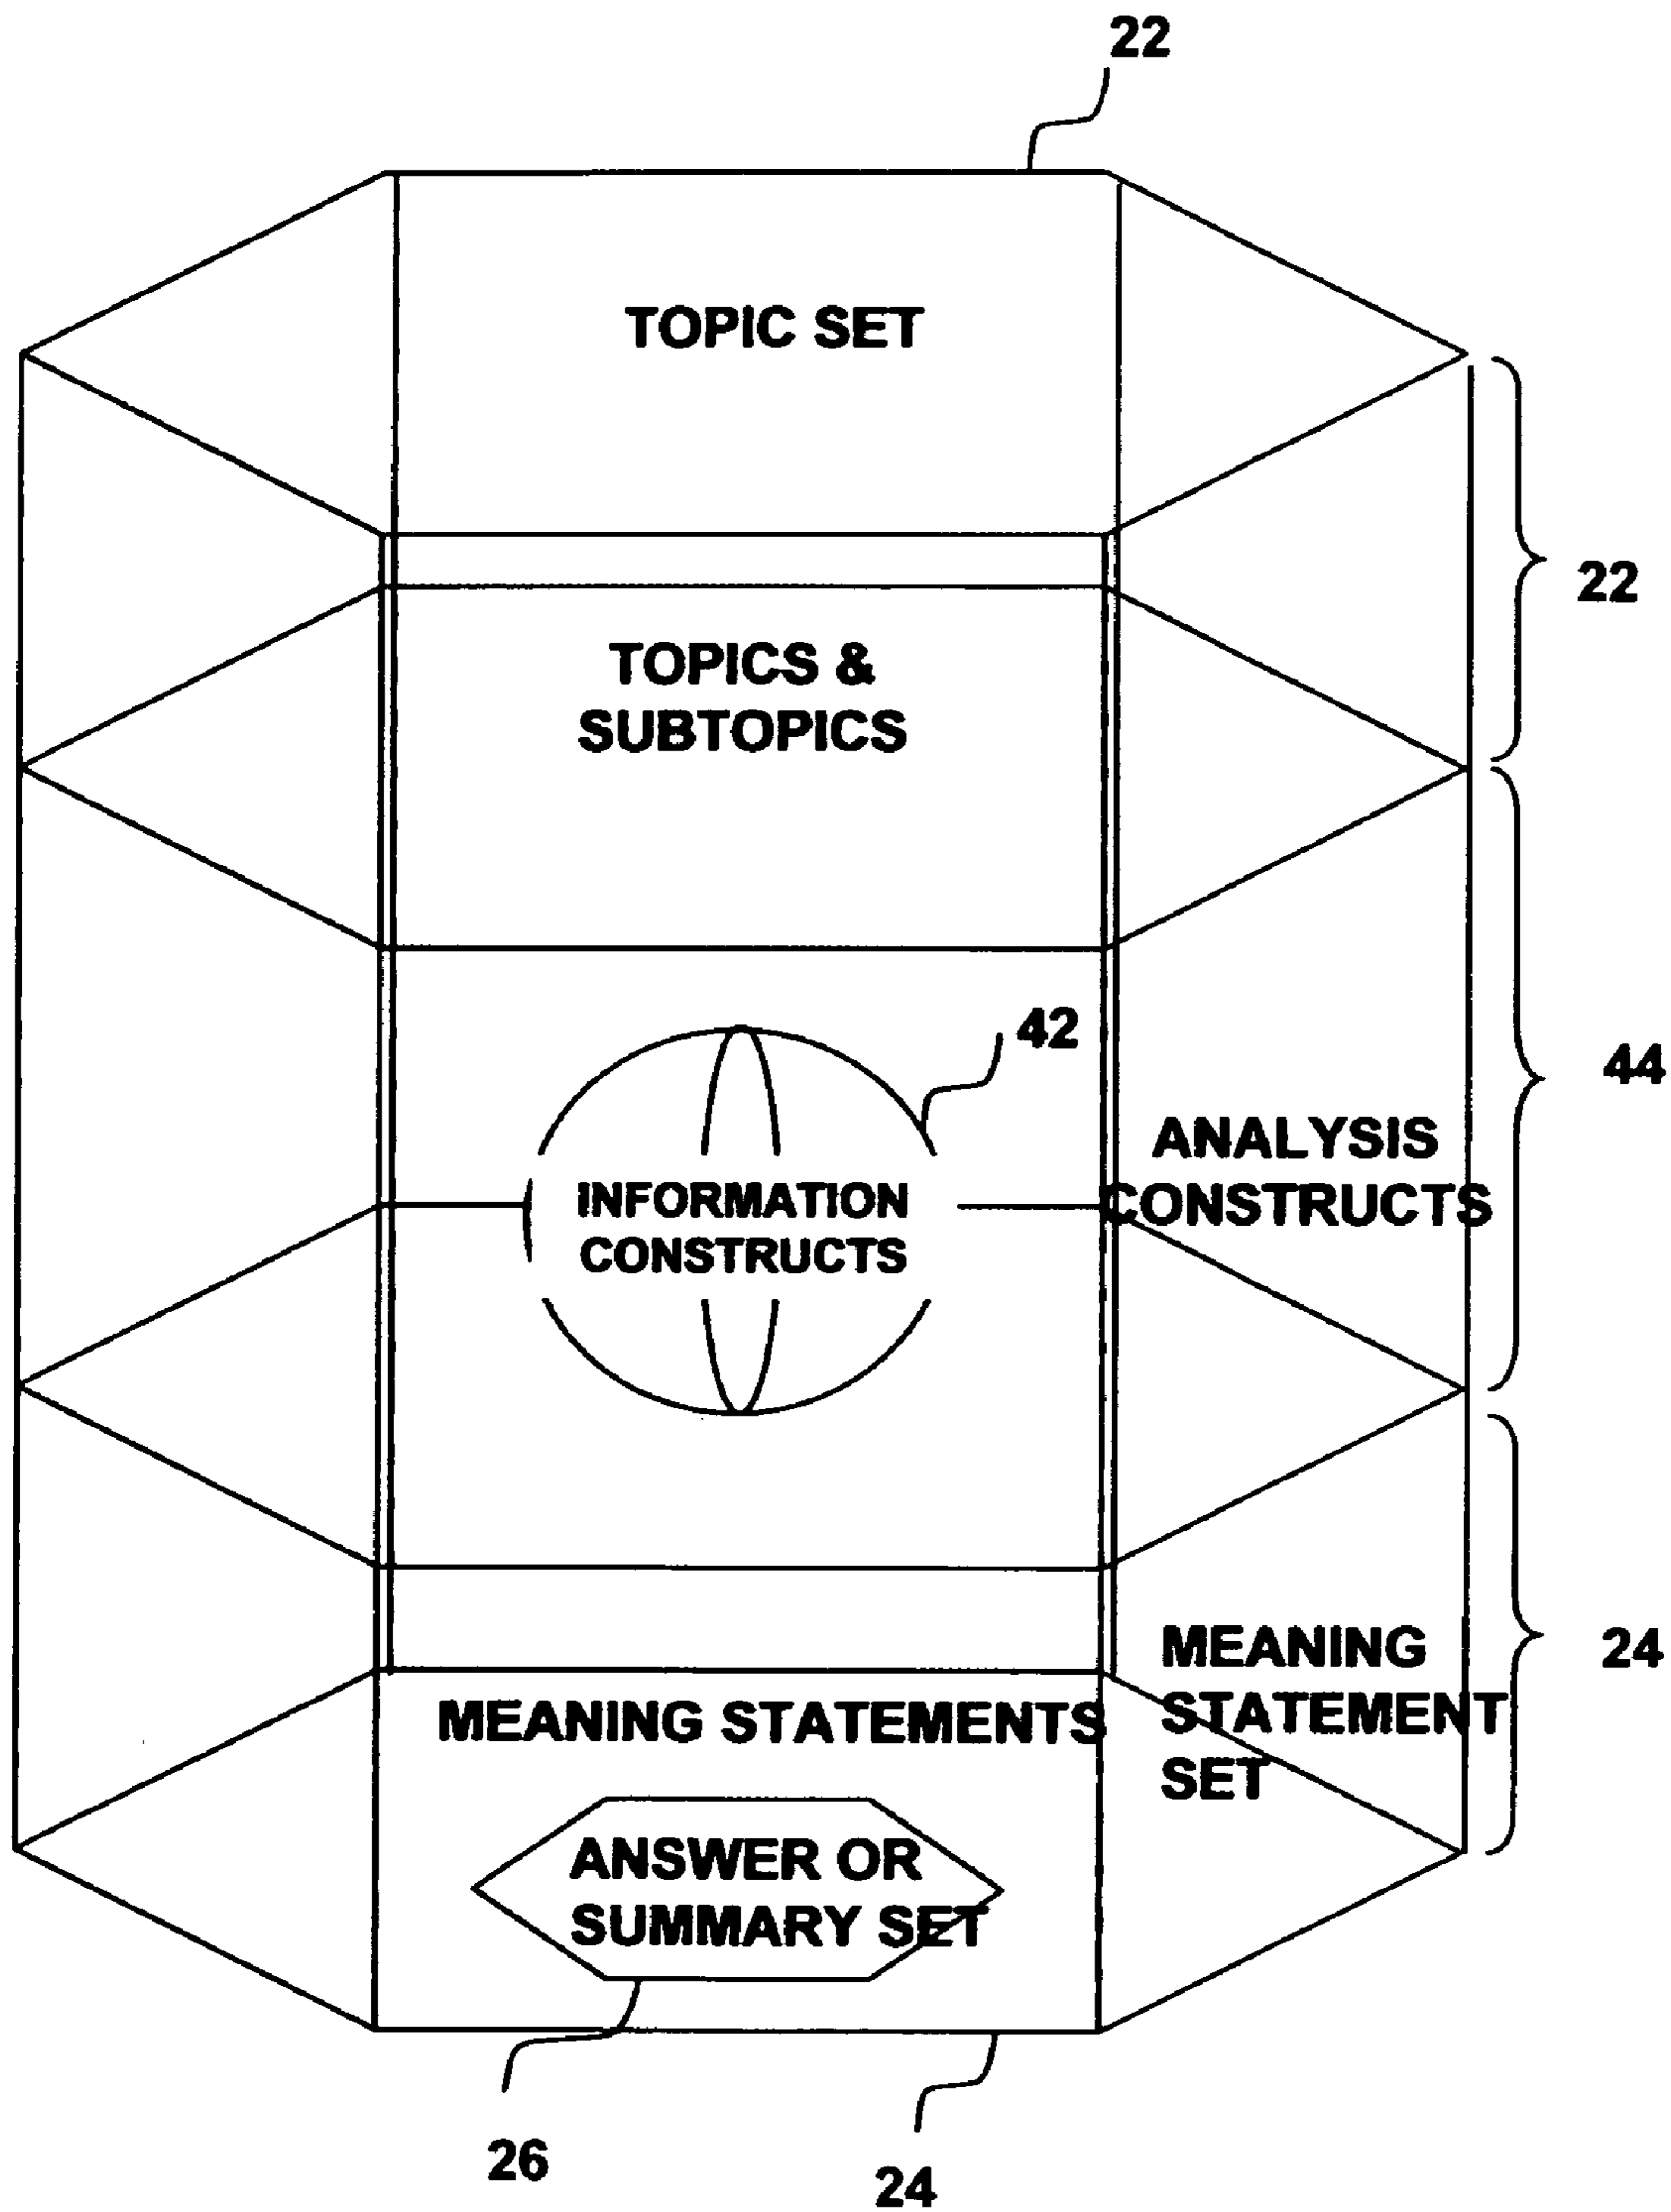 22
TOPIC SET
22
TOPICS &
SUBTOPICS
42
44
ANALYSIS
CONSTRUCTS
INFORMATION
CONSTRUCTS
MEANING
STATEMENT
SET
24
MEANING STATEMENTS
ANSWER OR
SUMMARY SET
26
24